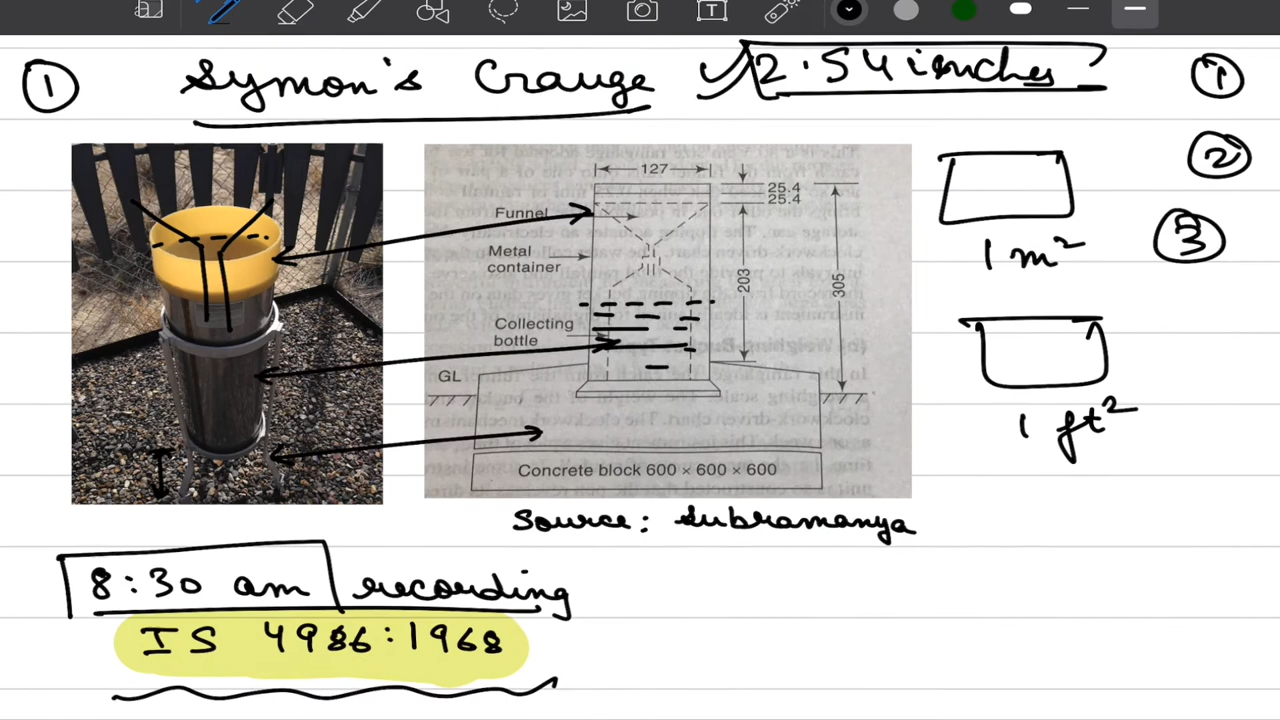 ① Symon's Grauge ✓ 2.54 inches
①
②
③
1 m²
1 ft²
127
25.4
25.4
Funnel
Metal container
203
305
Collecting bottle
GL
Concrete block 600 × 600 × 600
Source: Subramanya
8:30 am recording
IS 4986:1968